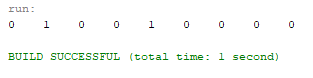 run:
0 1 0 0 1 0 0 0 0
BUILD SUCCESSFUL (total time: 1 second)